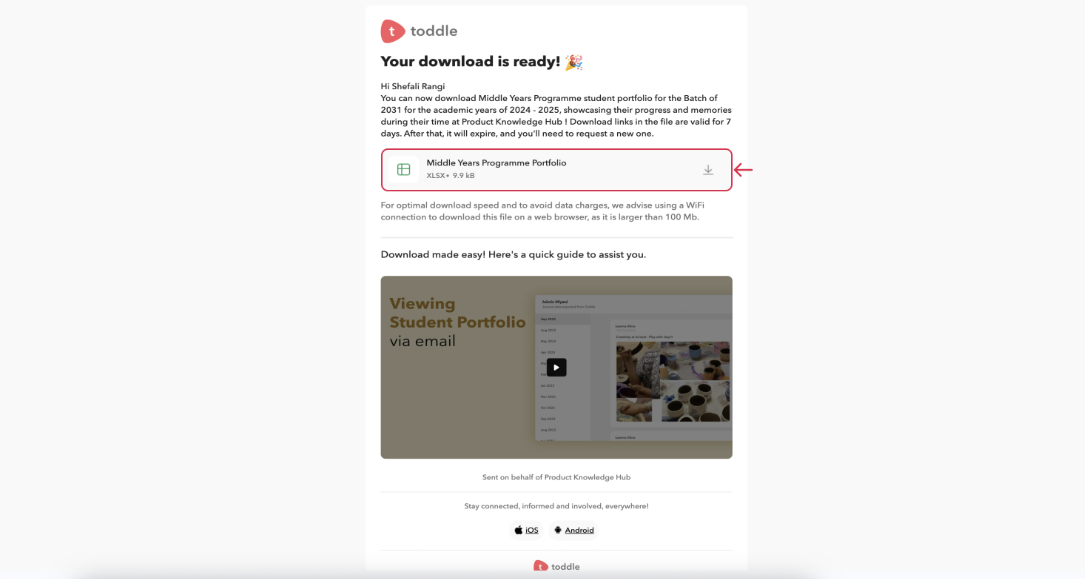 toddle
Your download is ready! 🎉
Hi Shefali Rangi
You can now download Middle Years Programme student portfolio for the Batch of
2031 for the academic years of 2024 - 2025, showcasing their progress and memories
during their time at Product Knowledge Hub ! Download links in the file are valid for 7
days. After that, it will expire, and you'll need to request a new one.
Middle Years Programme Portfolio
XLSX • 9.9 kB
For optimal download speed and to avoid data charges, we advise using a WiFi
connection to download this file on a web browser, as it is larger than 100 Mb.
Download made easy! Here's a quick guide to assist you.
Viewing
Student Portfolio
via email
Sent on behalf of Product Knowledge Hub
Stay connected, informed and involved, everywhere!
iOS
Android
toddle